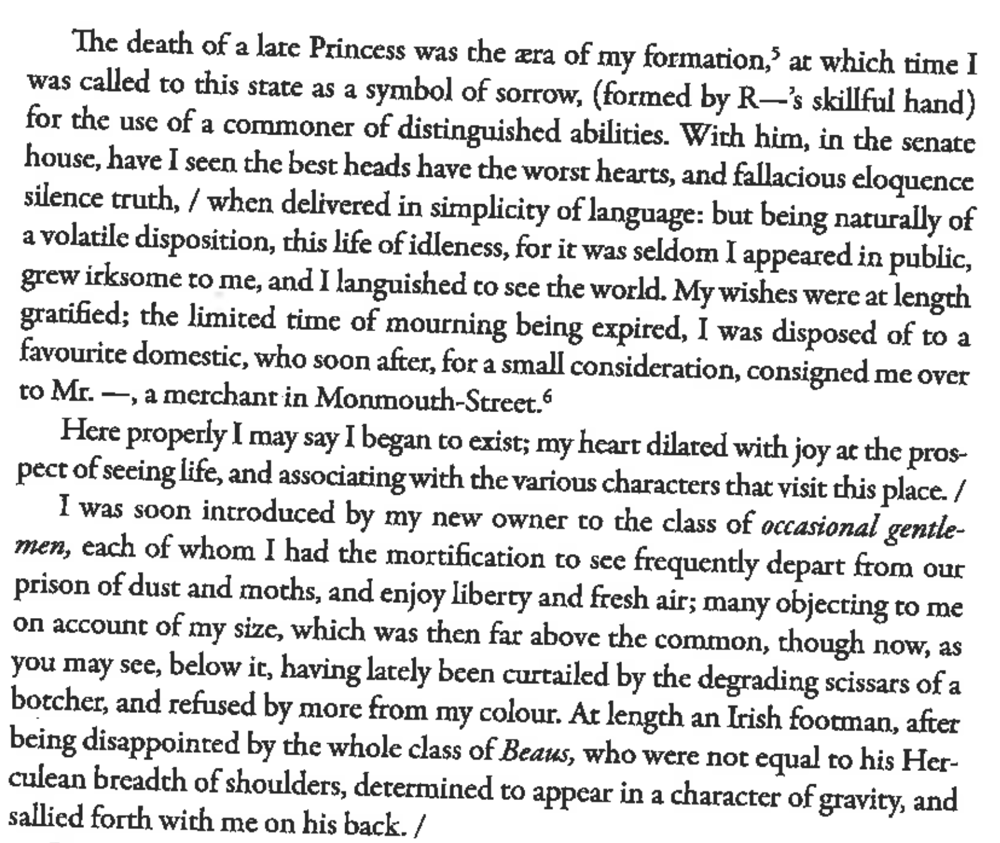 The death of a late Princess was the æra of my formation,⁵ at which time I
was called to this state as a symbol of sorrow, (formed by R—'s skillful hand)
for the use of a commoner of distinguished abilities. With him, in the senate
house, have I seen the best heads have the worst hearts, and fallacious eloquence
silence truth, / when delivered in simplicity of language: but being naturally of
a volatile disposition, this life of idleness, for it was seldom I appeared in public,
grew irksome to me, and I languished to see the world. My wishes were at length
gratified; the limited time of mourning being expired, I was disposed of to a
favourite domestic, who soon after, for a small consideration, consigned me over
to Mr. —, a merchant in Monmouth-Street.⁶
Here properly I may say I began to exist; my heart dilated with joy at the pros-
pect of seeing life, and associating with the various characters that visit this place. /
I was soon introduced by my new owner to the class of occasional gentle-
men, each of whom I had the mortification to see frequently depart from our
prison of dust and moths, and enjoy liberty and fresh air; many objecting to me
on account of my size, which was then far above the common, though now, as
you may see, below it, having lately been curtailed by the degrading scissars of a
botcher, and refused by more from my colour. At length an Irish footman, after
being disappointed by the whole class of Beaus, who were not equal to his Her-
culean breadth of shoulders, determined to appear in a character of gravity, and
sallied forth with me on his back. /